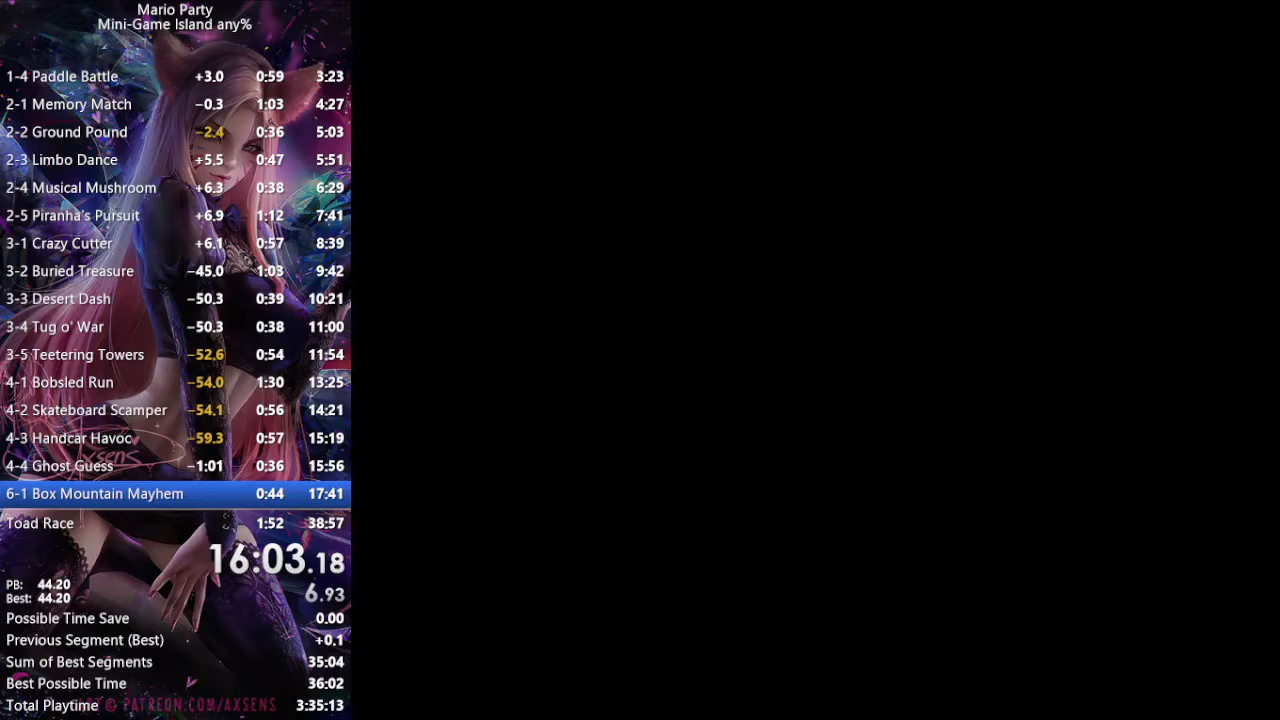 Mario Party
Mini-Game Island any%
1-4 Paddle Battle +3.0 0:59 3:23
2-1 Memory Match −0.3 1:03 4:27
2-2 Ground Pound −2.4 0:36 5:03
2-3 Limbo Dance +5.5 0:47 5:51
2-4 Musical Mushroom +6.3 0:38 6:29
2-5 Piranha's Pursuit +6.9 1:12 7:41
3-1 Crazy Cutter +6.1 0:57 8:39
3-2 Buried Treasure −45.0 1:03 9:42
3-3 Desert Dash −50.3 0:39 10:21
3-4 Tug o' War −50.3 0:38 11:00
3-5 Teetering Towers −52.6 0:54 11:54
4-1 Bobsled Run −54.0 1:30 13:25
4-2 Skateboard Scamper −54.1 0:56 14:21
4-3 Handcar Havoc −59.3 0:57 15:19
Axsens
4-4 Ghost Guess −1:01 0:36 15:56
6-1 Box Mountain Mayhem 0:44 17:41
Toad Race 1:52 38:57
16:03.18
PB: 44.20
Best: 44.20
6.93
Possible Time Save 0.00
Previous Segment (Best) +0.1
Sum of Best Segments 35:04
Best Possible Time 36:02
Total Playtime 3:35:13
@ PATREON.COM/AXSENS